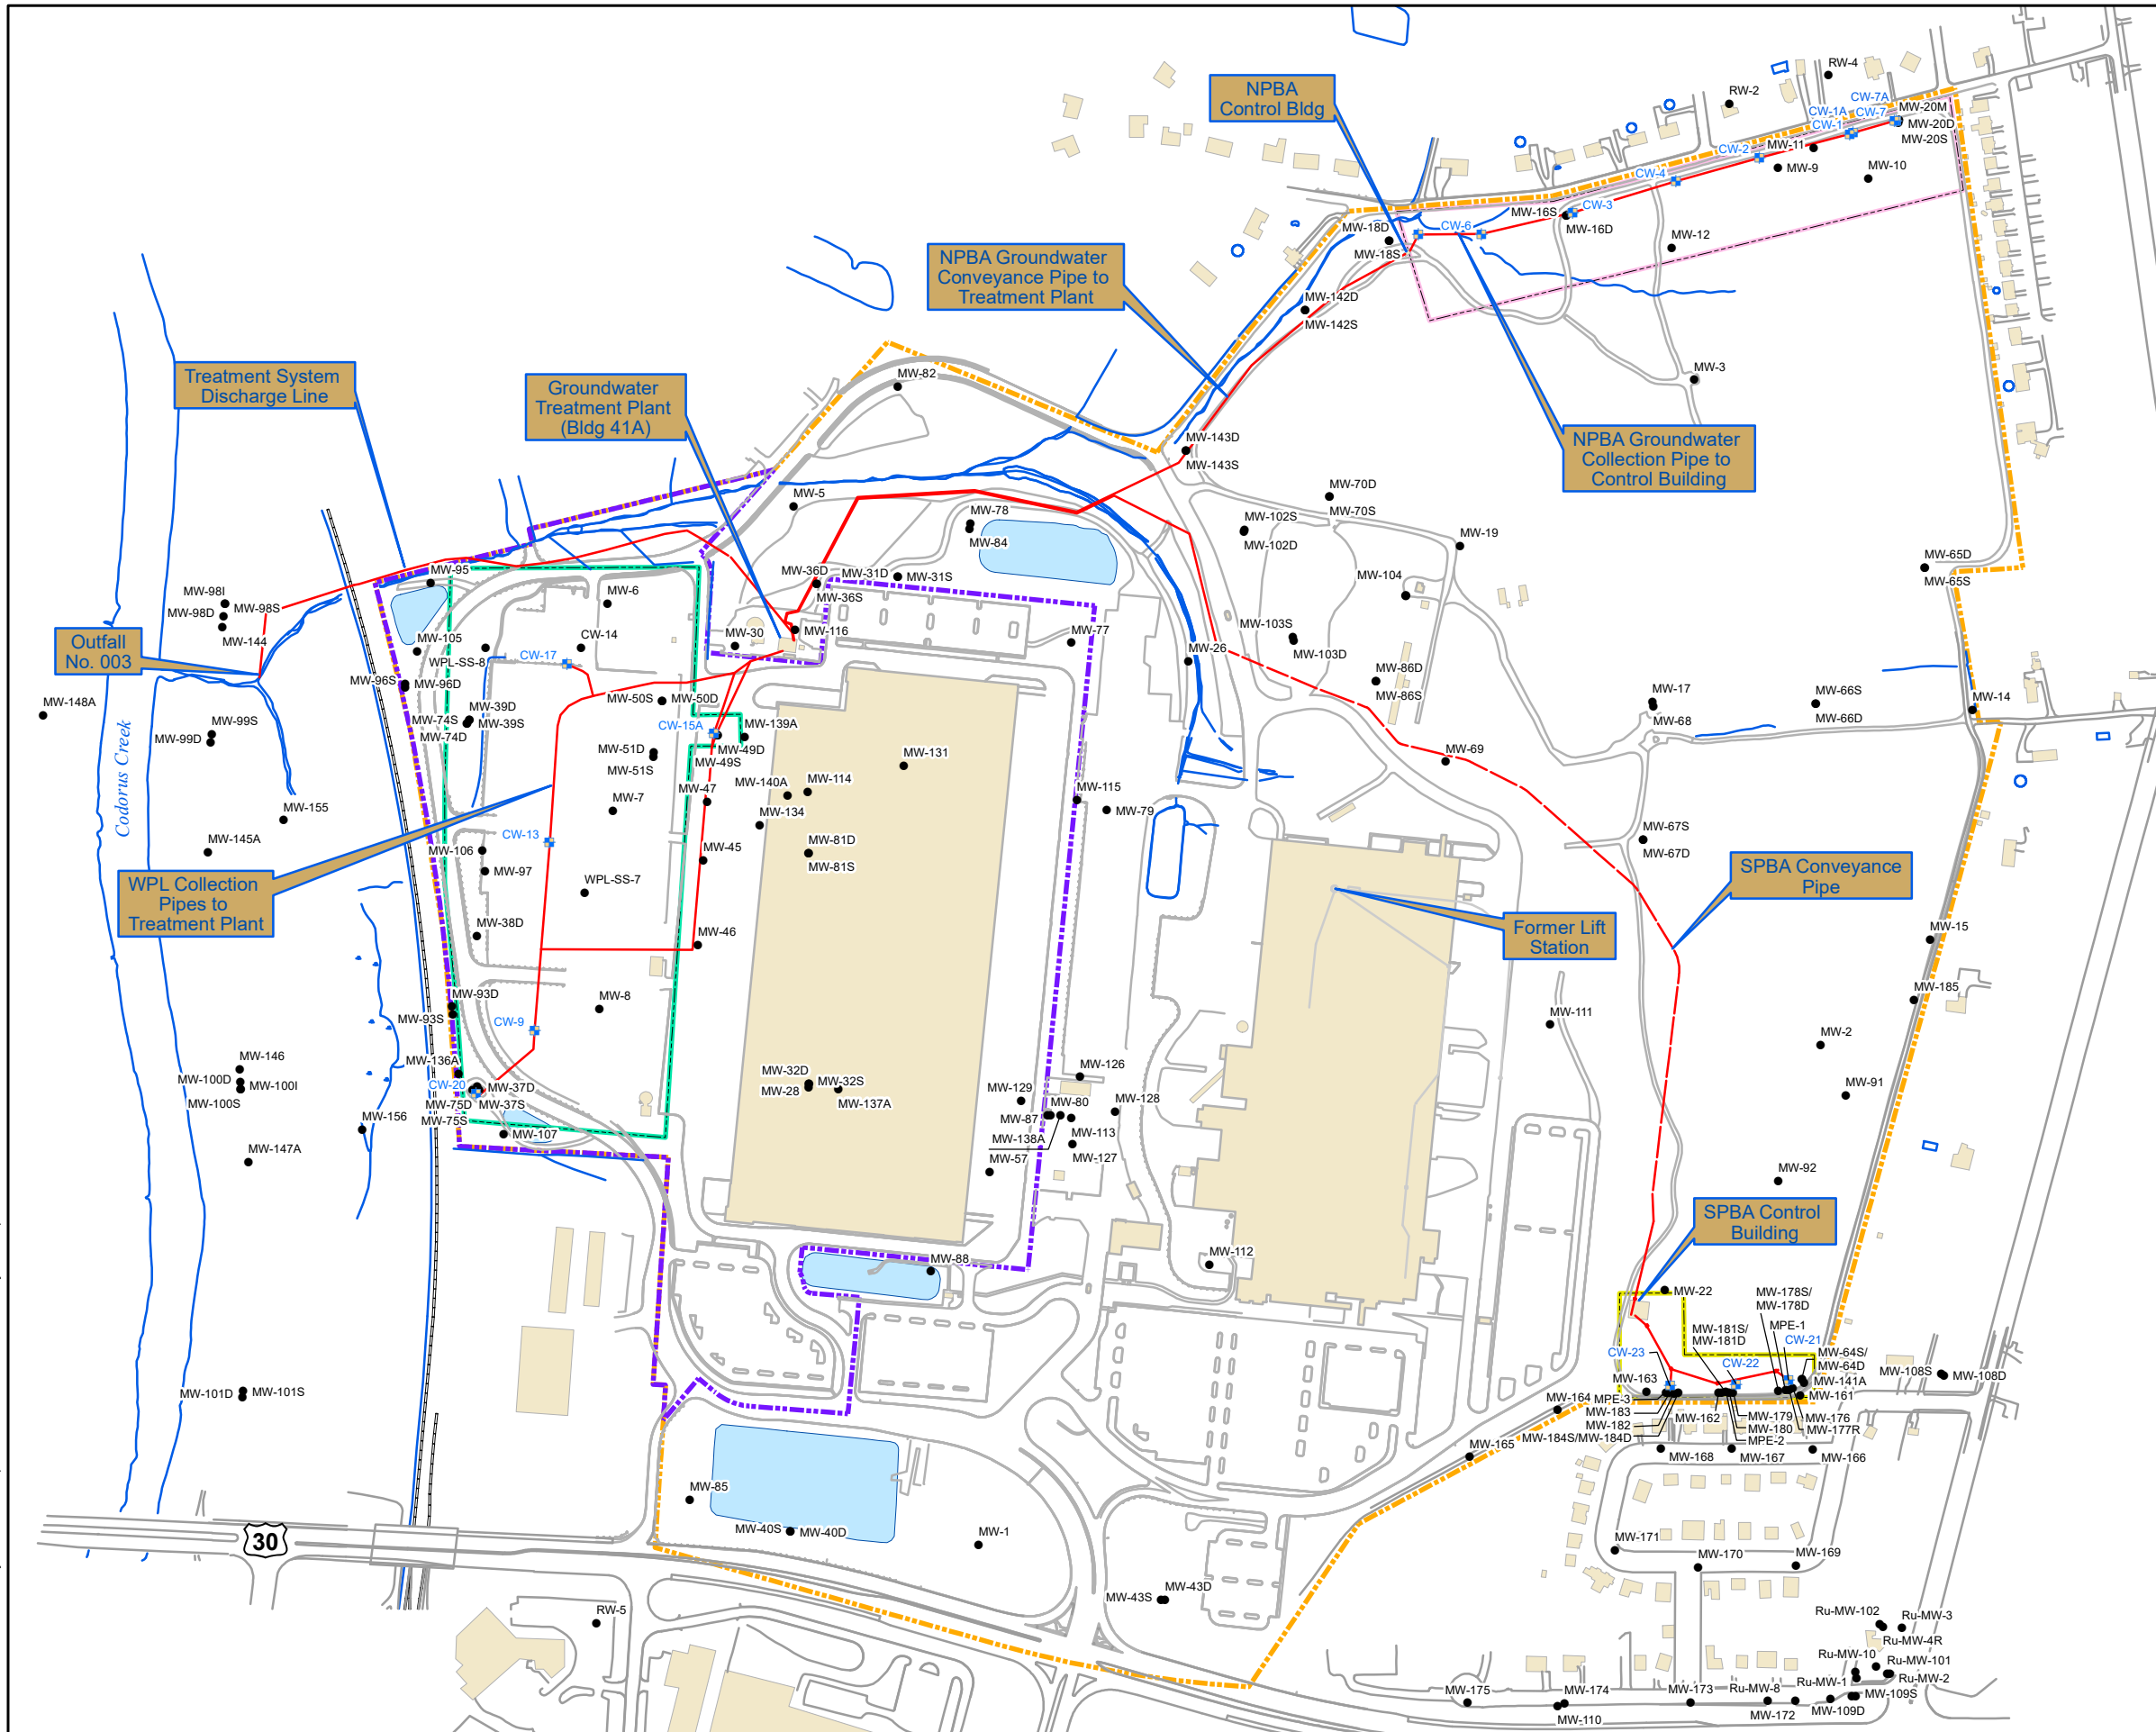 RW-4
RW-2
CW-7A
CW-1A
MW-20M
CW-7
CW-1
MW-20D
MW-20S
NPBA
Control Bldg
CW-2
MW-11
MW-9
MW-10
CW-4
MW-16S
CW-3
MW-16D
CW-6
MW-18D
MW-18S
MW-12
NPBA Groundwater
Conveyance Pipe to
Treatment Plant
MW-142D
MW-142S
Treatment System
Discharge Line
Groundwater
Treatment Plant
(Bldg 41A)
MW-82
MW-3
MW-143D
MW-143S
NPBA Groundwater
Collection Pipe to
Control Building
MW-5
MW-78
MW-84
MW-70D
MW-70S
MW-102S
MW-102D
MW-19
MW-65D
MW-65S
MW-95
MW-36D
MW-31D
MW-31S
MW-36S
MW-104
MW-98I
MW-98D
MW-98S
MW-144
MW-6
MW-30
MW-116
MW-77
MW-103S
MW-103D
Outfall
No. 003
MW-105
CW-14
WPL-SS-8
CW-17
MW-26
MW-96S
MW-96D
MW-50S
MW-50D
MW-86D
MW-86S
MW-148A
MW-39D
MW-39S
MW-74S
MW-74D
CW-15A
MW-139A
MW-49D
MW-49S
MW-17
MW-68
MW-66S
MW-66D
MW-14
MW-99S
MW-99D
MW-51D
MW-51S
MW-131
MW-69
Codorus Creek
MW-155
MW-7
MW-47
MW-140A
MW-114
MW-134
MW-115
MW-79
MW-145A
CW-13
MW-106
MW-97
MW-45
MW-81D
MW-81S
MW-67S
MW-67D
WPL Collection
Pipes to
Treatment Plant
WPL-SS-7
SPBA Conveyance
Pipe
MW-38D
MW-46
Former Lift
Station
MW-15
MW-93D
MW-93S
MW-8
CW-9
MW-185
MW-111
MW-2
MW-146
MW-100D
MW-100I
MW-100S
MW-136A
CW-20
MW-37D
MW-75D
MW-37S
MW-75S
MW-107
MW-156
MW-32D
MW-32S
MW-28
MW-137A
MW-126
MW-129
MW-80
MW-87
MW-128
MW-113
MW-138A
MW-127
MW-57
MW-91
MW-147A
MW-92
SPBA Control
Building
MW-88
MW-112
MW-22
MW-178S/
MW-178D
MPE-1
MW-181S/
MW-181D
CW-21
CW-23
CW-22
MW-64S/
MW-64D
MW-141A
MW-108S
MW-108D
MW-101D
MW-101S
MW-163
MW-161
MW-164
MPE-3
MW-183
MW-182
MW-162
MW-179
MW-176
MW-180
MW-177R
MW-184S/MW-184D
MPE-2
MW-165
MW-168
MW-167
MW-166
MW-85
MW-40S
MW-40D
MW-1
30
MW-171
MW-170
MW-169
MW-43D
MW-43S
RW-5
Ru-MW-102
Ru-MW-3
Ru-MW-4R
Ru-MW-10
Ru-MW-101
Ru-MW-1
Ru-MW-2
MW-175
MW-174
MW-173
Ru-MW-8
MW-109S
MW-110
MW-172
MW-109D